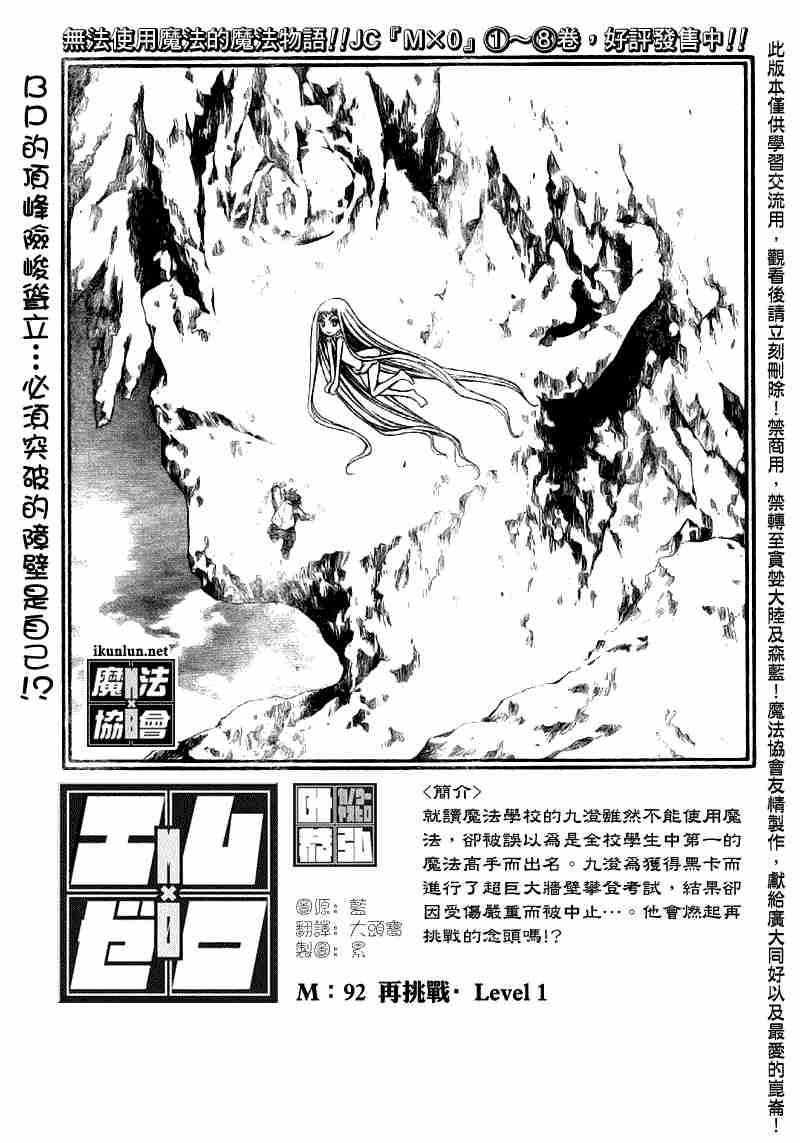 無法使用魔法的魔法物語!!JC『M×0』①～⑧卷，好評發售中!!
此版本僅供學習交流用，觀看後請立刻刪除！禁商用，禁轉至貪婪大陸及森藍！魔法協會友情製作，獻給廣大同好以及最愛的崑崙！
BP的頂峰險峻聳立…必須突破的障壁是自己!?
ikunlun.net
魔法
M×0
協會
エム
M×0
ゼロ
<簡介>
就讀魔法學校的九澄雖然不能使用魔
法，卻被誤以為是全校學生中第一的
魔法高手而出名。九澄為獲得黑卡而
進行了超巨大牆壁攀登考試，結果卻
因受傷嚴重而被中止…。他會燃起再
挑戰的念頭嗎!?
圖源：藍
翻譯：大頭寶
製圖：累
M：92 再挑戰· Level 1